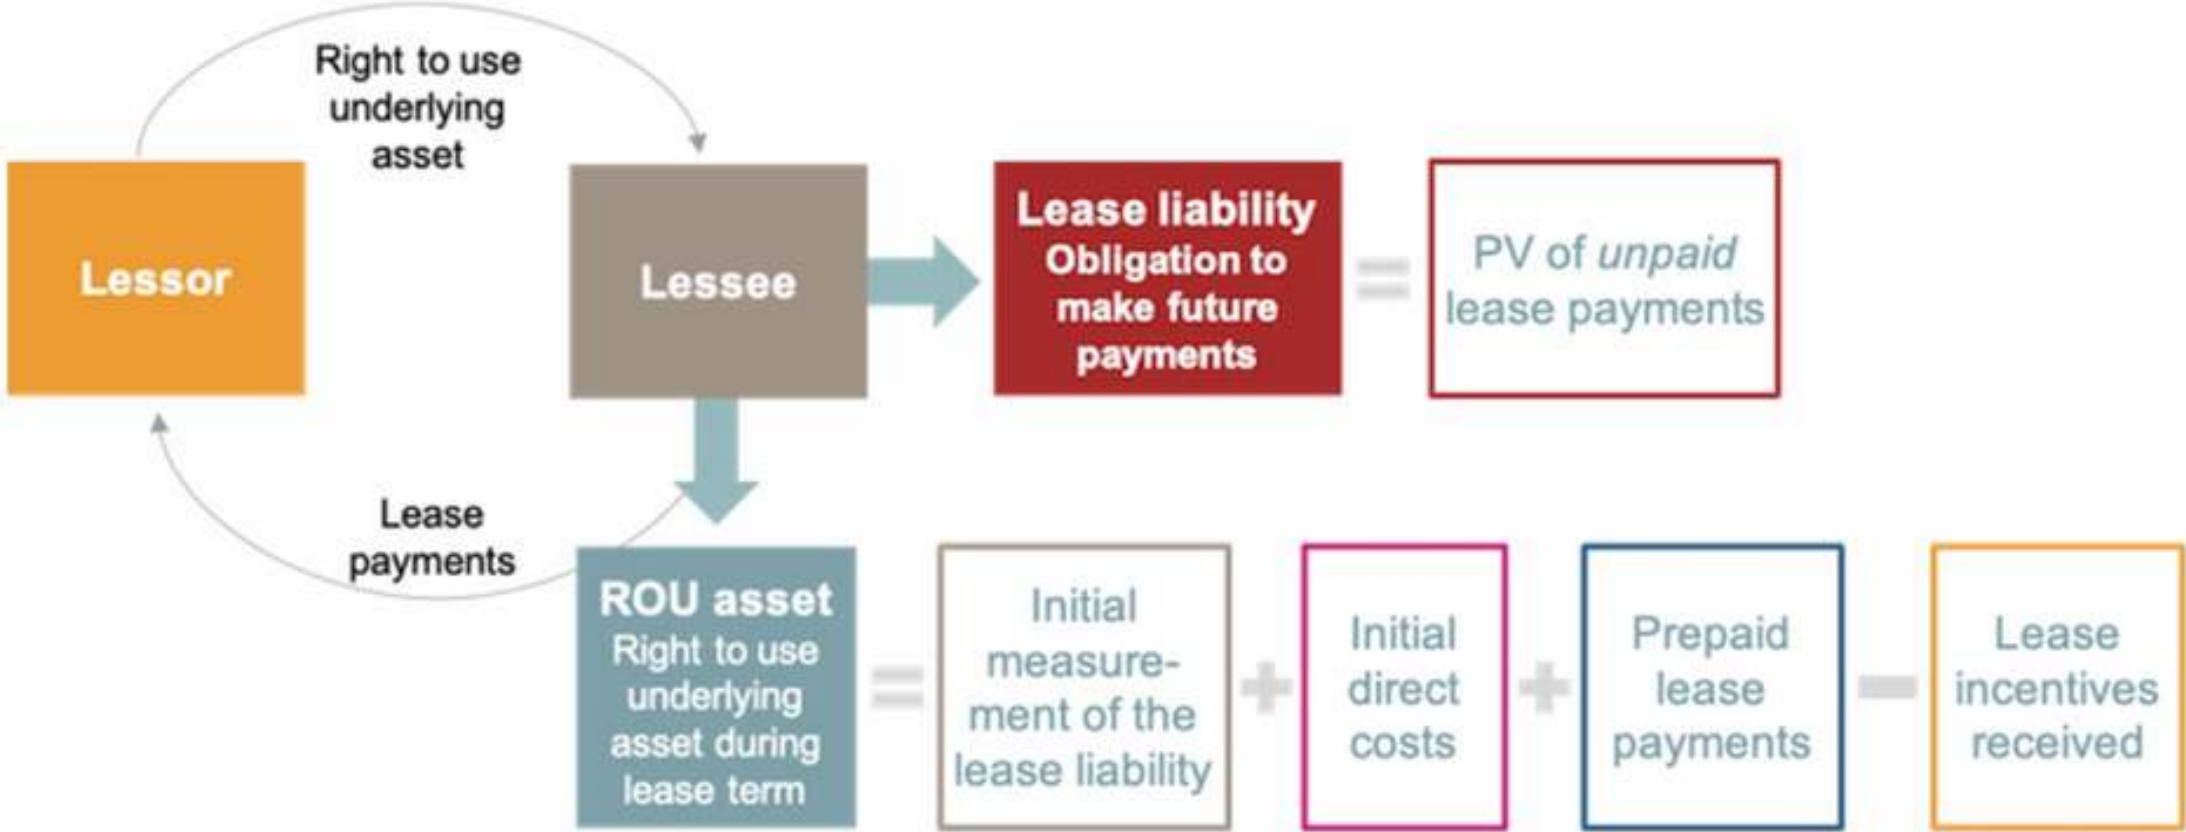 Right to use
underlying
asset
Lessor
Lessee
Lease liability
Obligation to
make future
payments
=
PV of unpaid
lease payments
Lease
payments
ROU asset
Right to use
underlying
asset during
lease term
=
Initial
measure-
ment of the
lease liability
+
Initial
direct
costs
+
Prepaid
lease
payments
-
Lease
incentives
received